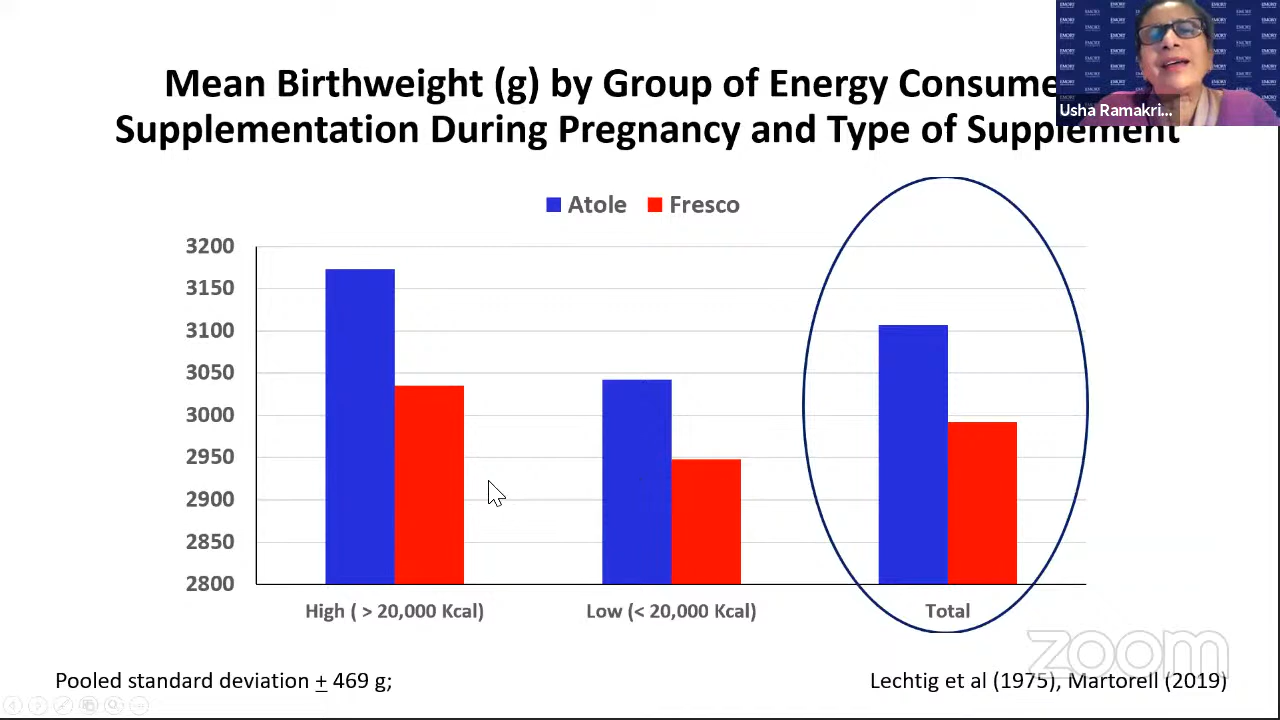 Mean Birthweight (g) by Group of Energy Consume
Supplementation During Pregnancy and Type of Supplement
Usha Ramakri...
Atole Fresco
3200
3150
3100
3050
3000
2950
2900
2850
2800
High ( > 20,000 Kcal) Low (< 20,000 Kcal) Total
zoom
Pooled standard deviation + 469 g; Lechtig et al (1975), Martorell (2019)
EMORY